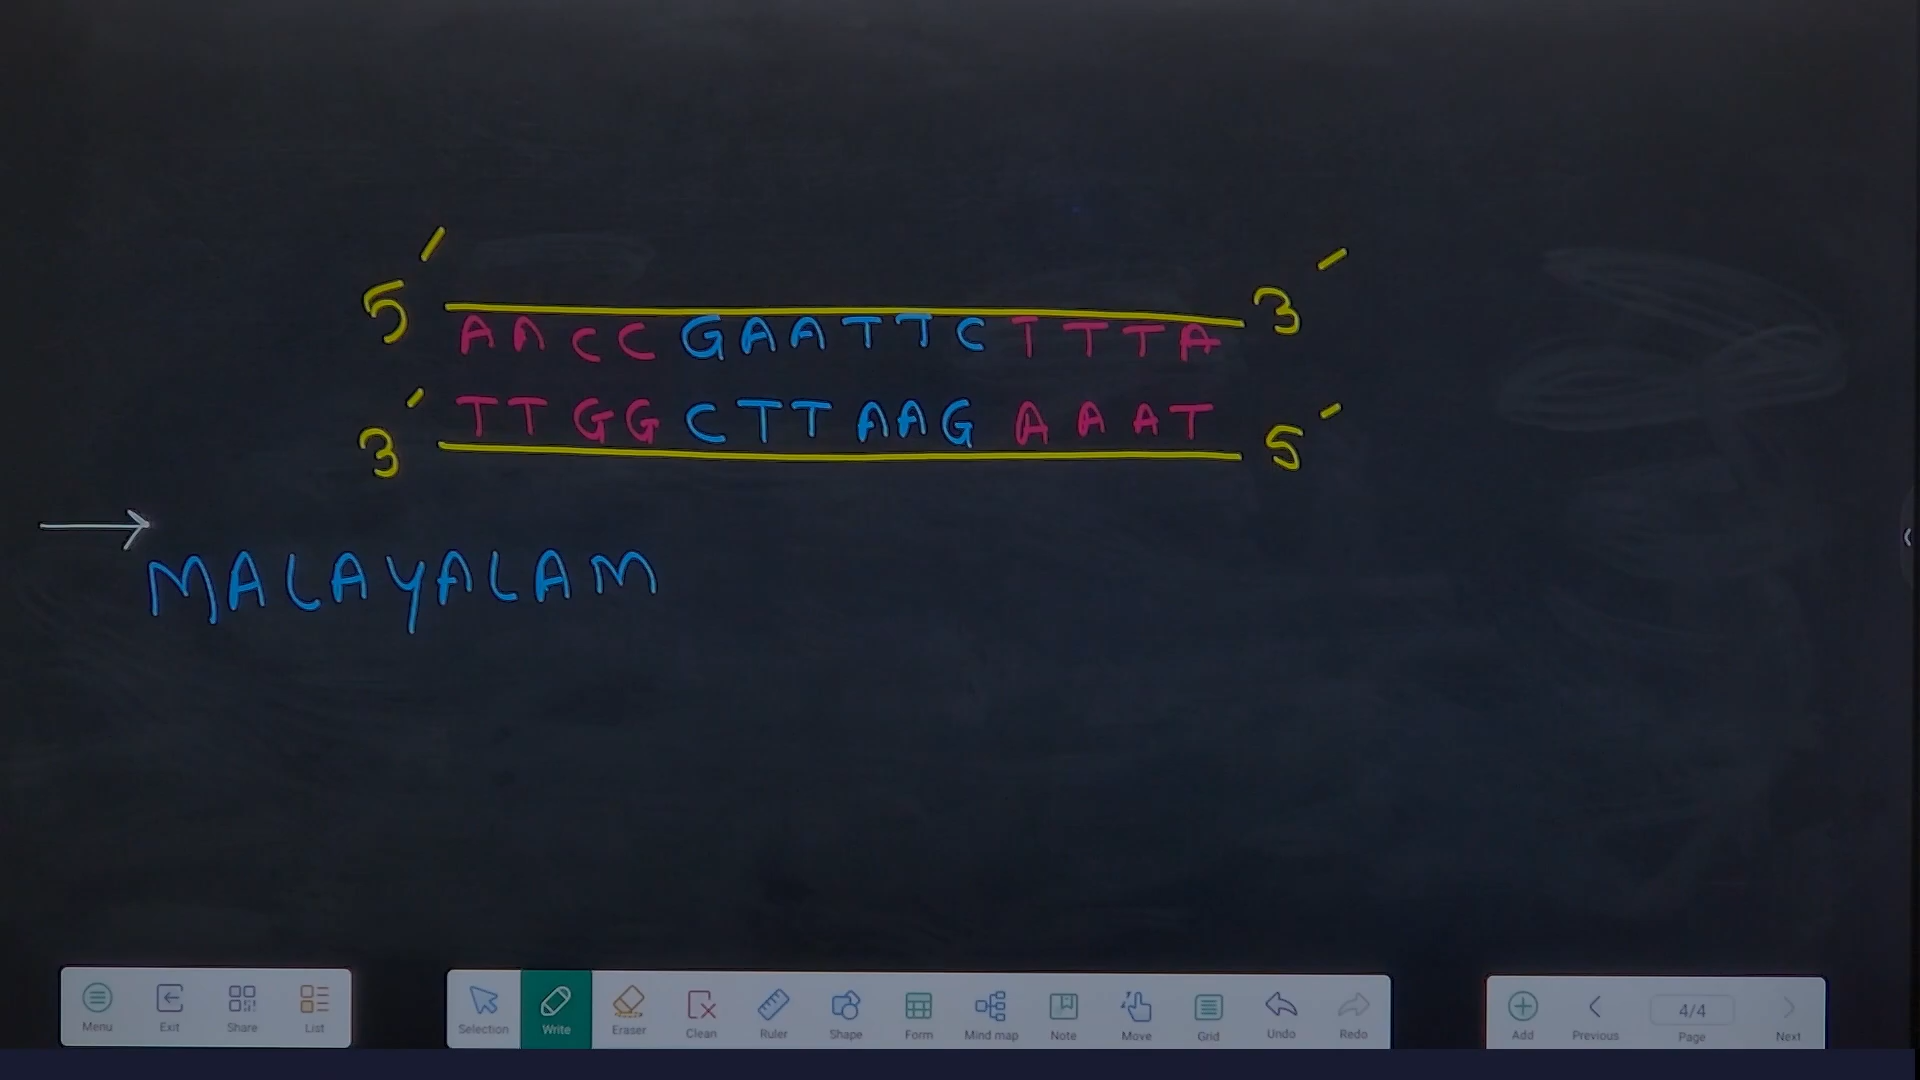 5′ AACCGAATTCTTTA 3′
3′ TTGGCTTAAGAAAT 5′
→
MALAYALAM
Menu Exit Share List Selection Write Eraser Clean Ruler Shape Form Mind map Note Move Grid Undo Redo Add Previous 4/4 Page Next